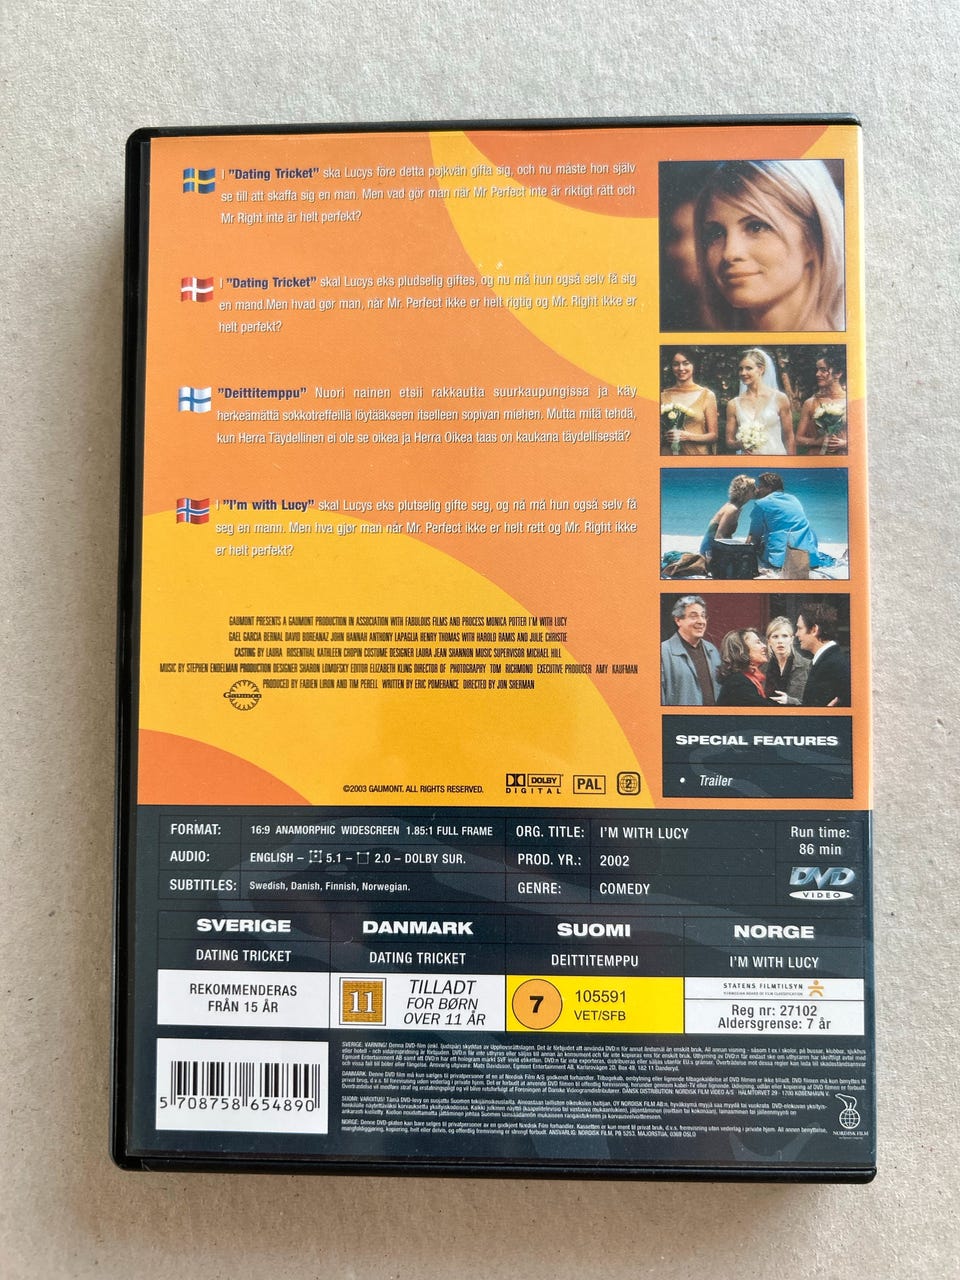 I "Dating Tricket" ska Lucys före detta pojkvän gifta sig, och nu måste hon själv
se till att skaffa sig en man. Men vad gör man när Mr Perfect inte är riktigt rätt och
Mr Right inte är helt perfekt?
I "Dating Tricket" skal Lucys eks pludselig giftes, og nu må hun også selv få sig
en mand.Men hvad gør man, når Mr. Perfect ikke er helt rigtig og Mr. Right ikke er
helt perfekt?
"Deittitemppu" Nuori nainen etsii rakkautta suurkaupungissa ja käy
herkeämättä sokkotreffeillä löytääkseen itselleen sopivan miehen. Mutta mitä tehdä,
kun Herra Täydellinen ei ole se oikea ja Herra Oikea taas on kaukana täydellisestä?
I "I'm with Lucy" skal Lucys eks plutselig gifte seg, og nå må hun også selv få
seg en mann. Men hva gjør man når Mr. Perfect ikke er helt rett og Mr. Right ikke
er helt perfekt?
GAUMONT PRESENTS A GAUMONT PRODUCTION IN ASSOCIATION WITH FABULOUS FILMS AND PROCESS MONICA POTTER I'M WITH LUCY
GAEL GARCIA BERNAL DAVID BOREANAZ JOHN HANNAH ANTHONY LAPAGLIA HENRY THOMAS WITH HAROLD RAMIS AND JULIE CHRISTIE
CASTING BY LAURA ROSENTHAL KATHLEEN CHOPIN COSTUME DESIGNER LAURA JEAN SHANNON MUSIC SUPERVISOR MICHAEL HILL
MUSIC BY STEPHEN ENDELMAN PRODUCTION DESIGNER SHARON LOMOFSKY EDITOR ELIZABETH KLING DIRECTOR OF PHOTOGRAPHY TOM RICHMOND EXECUTIVE PRODUCER AMY KAUFMAN
PRODUCED BY FABIEN LIRON AND TIM PERELL WRITTEN BY ERIC POMERANCE DIRECTED BY JON SHERMAN
Gaumont
SPECIAL FEATURES
• Trailer
©2003 GAUMONT. ALL RIGHTS RESERVED.
DOLBY
DIGITAL
PAL
2
FORMAT: 16:9 ANAMORPHIC WIDESCREEN 1.85:1 FULL FRAME
AUDIO: ENGLISH – 5.1 – 2.0 – DOLBY SUR.
SUBTITLES: Swedish, Danish, Finnish, Norwegian.
ORG. TITLE: I'M WITH LUCY
PROD. YR.: 2002
GENRE: COMEDY
Run time:
86 min
DVD
VIDEO
SVERIGE
DATING TRICKET
REKOMMENDERAS
FRÅN 15 ÅR
DANMARK
DATING TRICKET
11
TILLADT
FOR BØRN
OVER 11 ÅR
SUOMI
DEITTITEMPPU
7
105591
VET/SFB
NORGE
I'M WITH LUCY
STATENS FILMTILSYN
NORWEGIAN BOARD OF FILM CLASSIFICATION
Reg nr: 27102
Aldersgrense: 7 år
5 708758 654890
NORDISK FILM